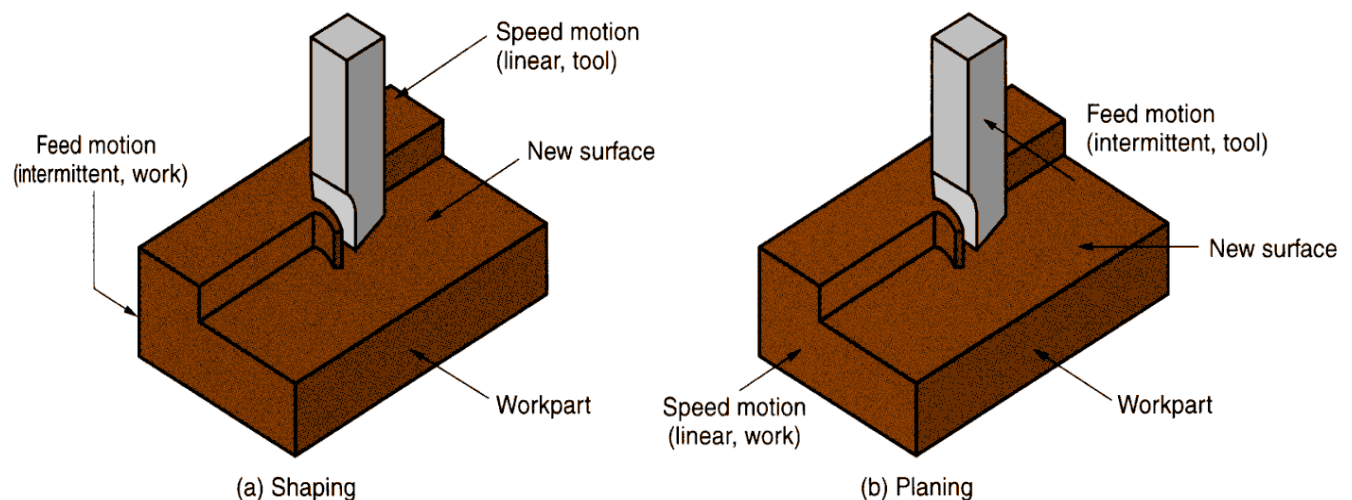 Speed motion
(linear, tool)
Feed motion
(intermittent, work)
New surface
Workpart
(a) Shaping
Feed motion
(intermittent, tool)
New surface
Speed motion
(linear, work)
Workpart
(b) Planing